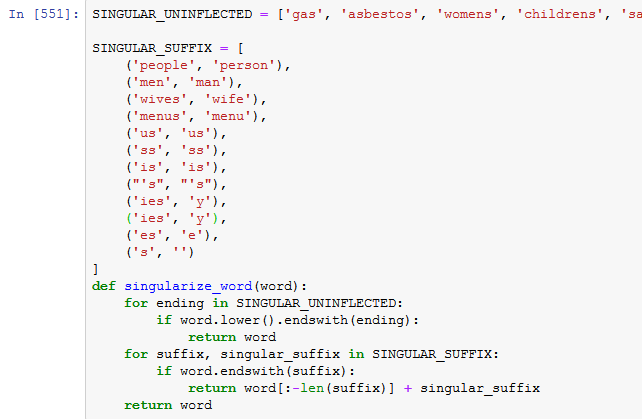 In [551]: SINGULAR_UNINFLECTED = ['gas', 'asbestos', 'womens', 'childrens',
SINGULAR_SUFFIX = [
    ('people', 'person'),
    ('men', 'man'),
    ('wives', 'wife'),
    ('menus', 'menu'),
    ('us', 'us'),
    ('ss', 'ss'),
    ('is', 'is'),
    ("'s", "'s"),
    ('ies', 'y'),
    ('ies', 'y'),
    ('es', 'e'),
    ('s', '')
]
def singularize_word(word):
    for ending in SINGULAR_UNINFLECTED:
        if word.lower().endswith(ending):
            return word
    for suffix, singular_suffix in SINGULAR_SUFFIX:
        if word.endswith(suffix):
            return word[:-len(suffix)] + singular_suffix
    return word